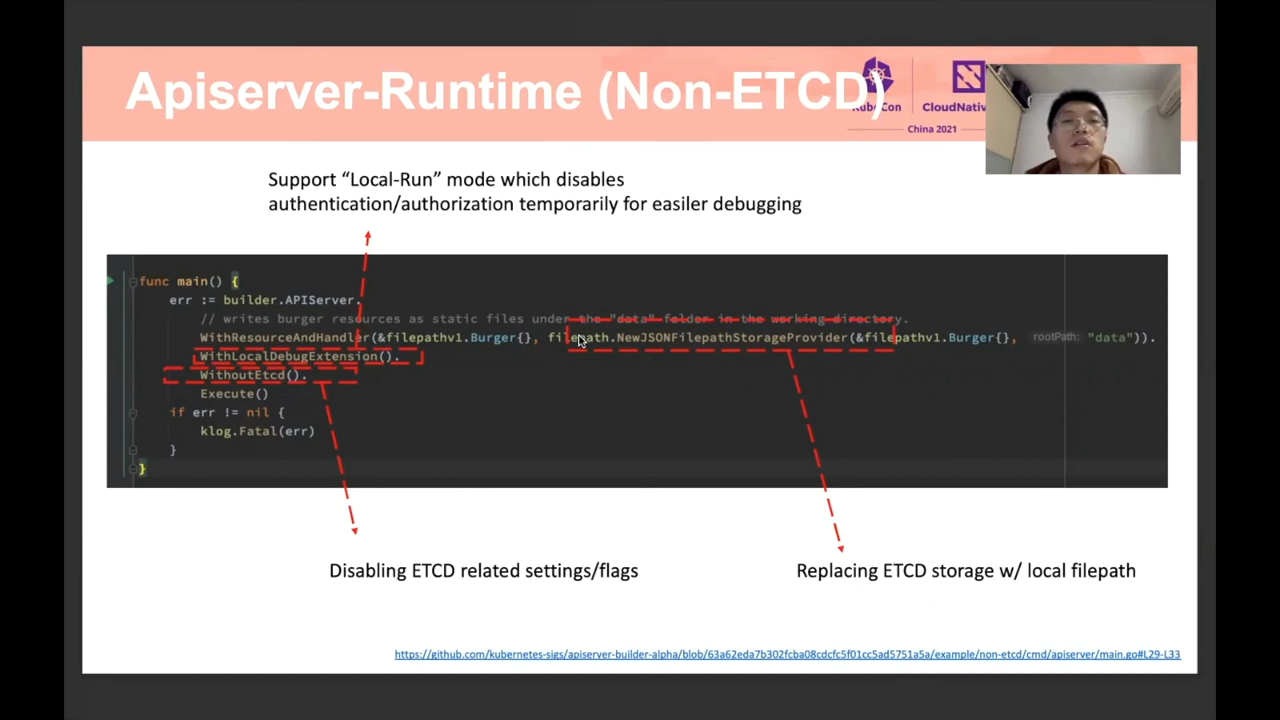 Apiserver-Runtime (Non-ETCD)
KubeCon
CloudNativ
China 2021
Support “Local-Run” mode which disables
authentication/authorization temporarily for easiler debugging
func main() {
err := builder.APIServer.
// writes burger resources as static files under the "data" folder in the working directory.
WithResourceAndHandler(&filepathv1.Burger{}, filepath.NewJSONFilepathStorageProvider(&filepathv1.Burger{}, rootPath: "data")).
WithLocalDebugExtension().
WithoutEtcd().
Execute()
if err != nil {
klog.Fatal(err)
}
}
Disabling ETCD related settings/flags
Replacing ETCD storage w/ local filepath
https://github.com/kubernetes-sigs/apiserver-builder-alpha/blob/63a62eda7b302fcba08cdcfc5f01cc5ad5751a5a/example/non-etcd/cmd/apiserver/main.go#L29-L33